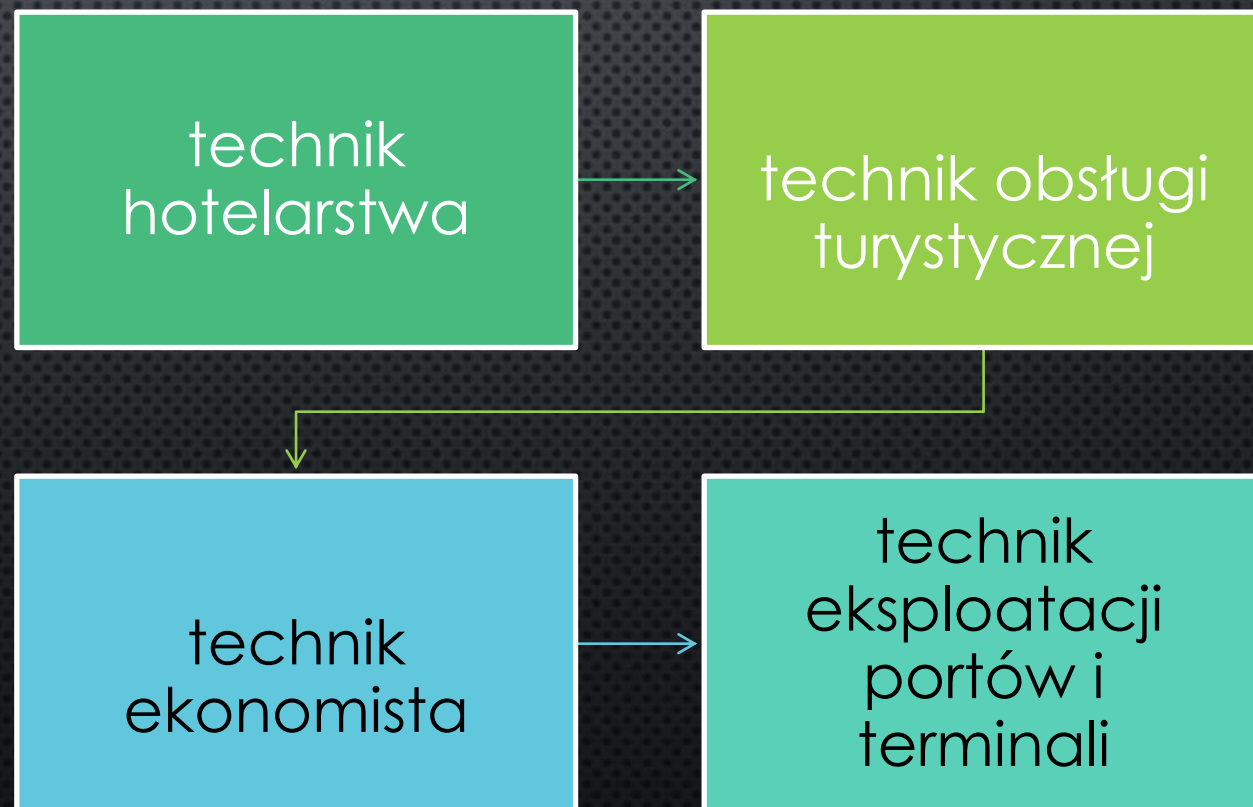 technik
hotelarstwa
technik obsługi
turystycznej
technik
ekonomista
technik
eksploatacji
portów i
terminali